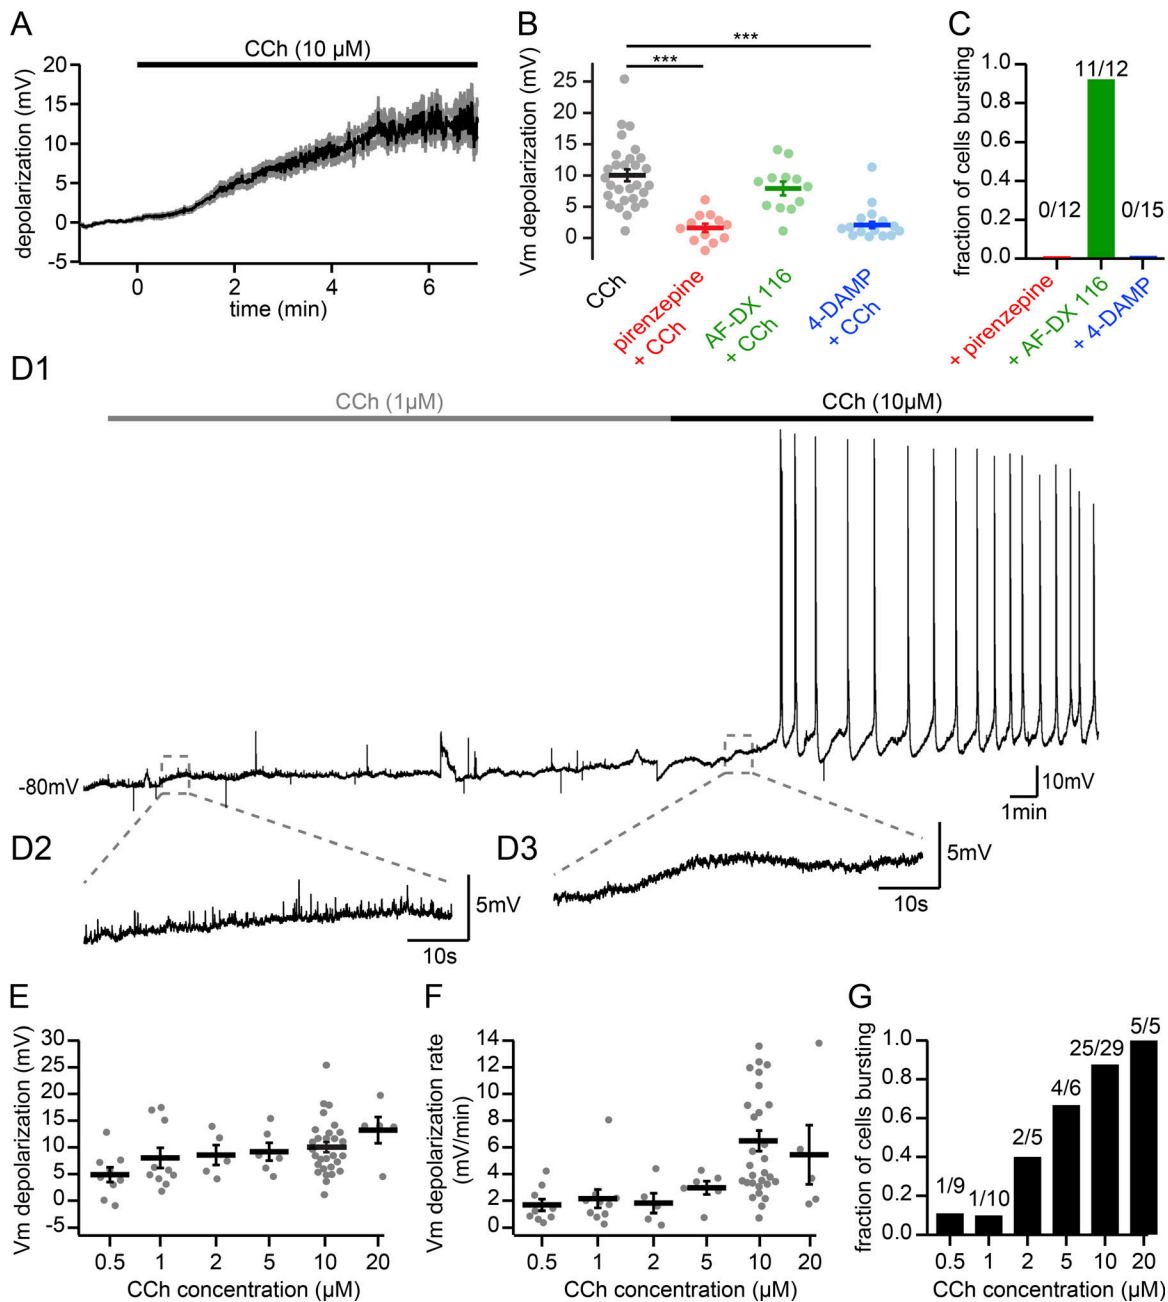 A
CCh (10 µM)
depolarization (mV)
20
15
10
5
0
-5
0 2 4 6
time (min)
B
***
***
Vm depolarization (mV)
25
20
15
10
5
0
CCh
pirenzepine
+ CCh
AF-DX 116
+ CCh
4-DAMP
+ CCh
C
fraction of cells bursting
1.0
0.8
0.6
0.4
0.2
0.0
0/12
11/12
0/15
+ pirenzepine
+ AF-DX 116
+ 4-DAMP
D1
CCh (1µM)
CCh (10µM)
-80mV
10mV
1min
D2
5mV
10s
D3
5mV
10s
E
Vm depolarization (mV)
30
25
20
15
10
5
0
-5
0.5 1 2 5 10 20
CCh concentration (µM)
F
Vm depolarization rate
(mV/min)
14
12
10
8
6
4
2
0
0.5 1 2 5 10 20
CCh concentration (µM)
G
fraction of cells bursting
1.0
0.8
0.6
0.4
0.2
0.0
1/9
1/10
2/5
4/6
25/29
5/5
0.5 1 2 5 10 20
CCh concentration (µM)